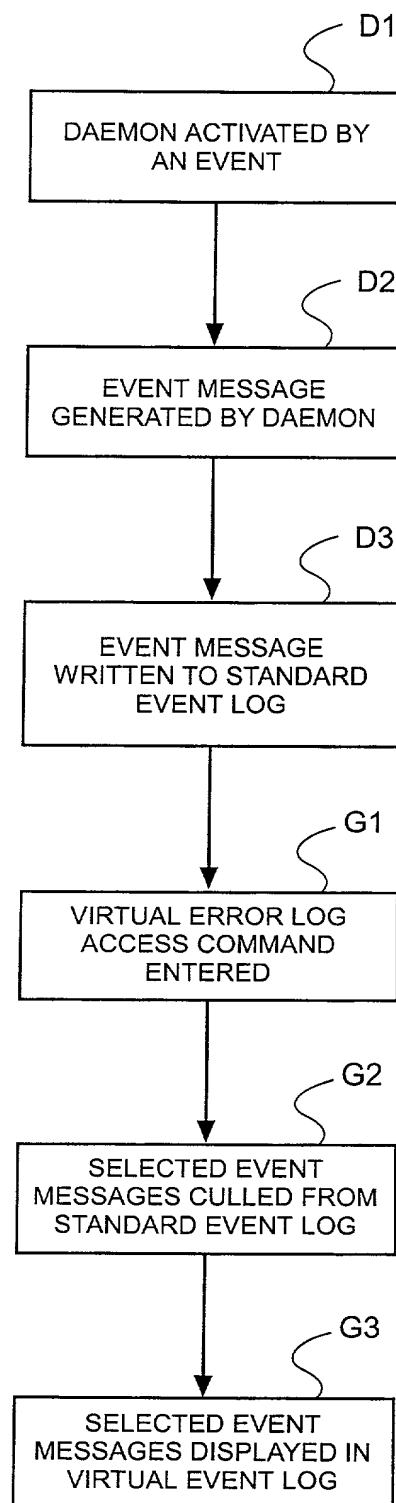 D1
DAEMON ACTIVATED BY
AN EVENT
D2
EVENT MESSAGE
GENERATED BY DAEMON
D3
EVENT MESSAGE
WRITTEN TO STANDARD
EVENT LOG
G1
VIRTUAL ERROR LOG
ACCESS COMMAND
ENTERED
G2
SELECTED EVENT
MESSAGES CULLED FROM
STANDARD EVENT LOG
G3
SELECTED EVENT
MESSAGES DISPLAYED IN
VIRTUAL EVENT LOG